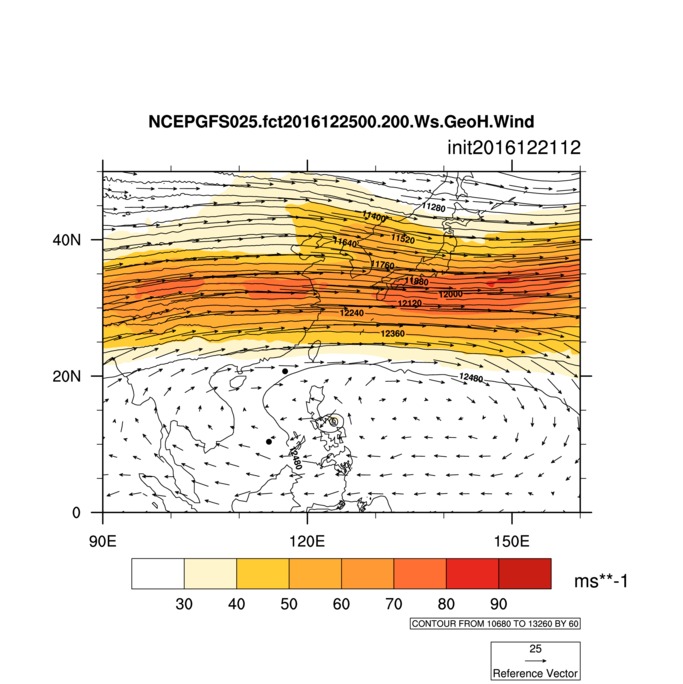 NCEPGFS025.fct2016122500.200.Ws.GeoH.Wind
init2016122112
11280
11400
40N
11640
11520
11760
11880
12000
12120
12240
12360
20N
12480
12480
0
90E 120E 150E
ms**-1
30 40 50 60 70 80 90
CONTOUR FROM 10680 TO 13260 BY 60
25
Reference Vector